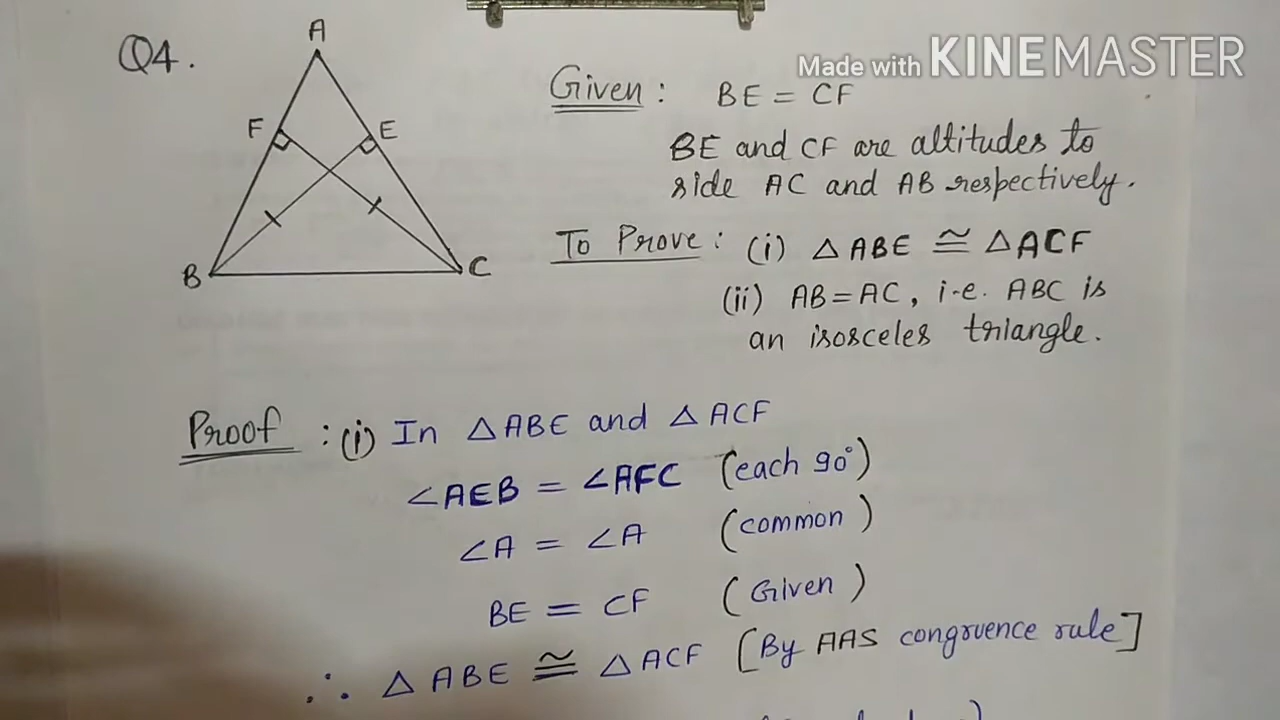 Made with KINEMASTER
Q4.
A
F
E
B
C
Given : BE = CF
BE and CF are altitudes to
side AC and AB respectively.
To Prove : (i) △ ABE ≅ △ ACF
(ii) AB = AC , i.e. ABC is
an isosceles triangle.
Proof : (i) In △ ABE and △ ACF
∠AEB = ∠AFC (each 90°)
∠A = ∠A (common)
BE = CF (Given)
∴ △ ABE ≅ △ ACF [By AAS congruence rule]